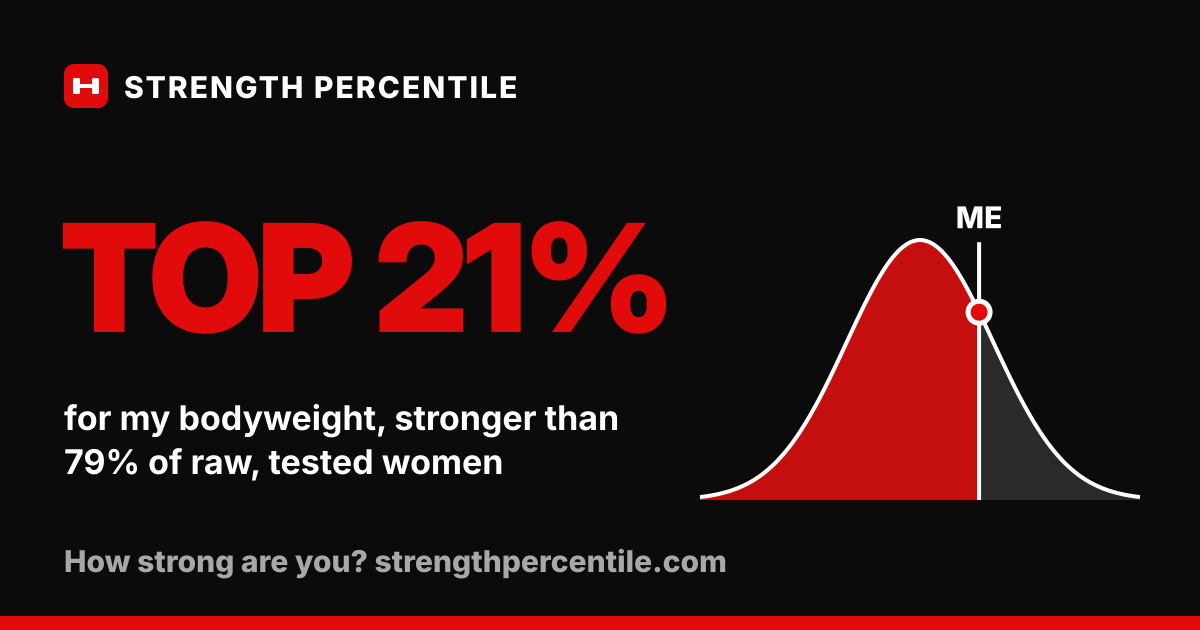 STRENGTH PERCENTILE
TOP 21%
ME
for my bodyweight, stronger than
79% of raw, tested women
How strong are you? strengthpercentile.com